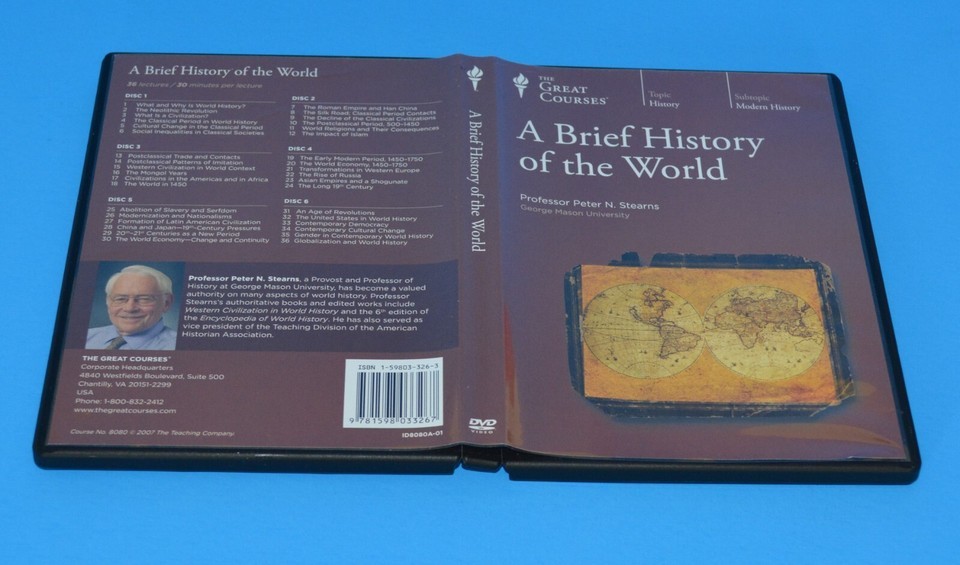 A Brief History of the World
36 lectures / 30 minutes per lecture
DISC 1
1 What and Why is World History?
2 The Neolithic Revolution
3 What is a Civilization?
4 The Classical Period in World History
5 Cultural Change in the Classical Period
6 Social Inequalities in Classical Societies
DISC 2
7 The Roman Empire and Han China
8 The Silk Road; Classical Period Contacts
9 The Decline of the Classical Civilizations
10 The Postclassical Period, 500–1450
11 World Religions and Their Consequences
12 The Impact of Islam
DISC 3
13 Postclassical Trade and Contacts
14 Postclassical Patterns of Imitation
15 Western Civilization in World Context
16 The Mongol Years
17 Civilizations in the Americas and in Africa
18 The World in 1450
DISC 4
19 The Early Modern Period, 1450–1750
20 The World Economy, 1450–1750
21 Transformations in Western Europe
22 The Rise of Russia
23 Asian Empires and a Shogunate
24 The Long 19th Century
DISC 5
25 Abolition of Slavery and Serfdom
26 Modernization and Nationalisms
27 Formation of Latin American Civilization
28 China and Japan—19th-Century Pressures
29 20th–21st Centuries as a New Period
30 The World Economy—Change and Continuity
DISC 6
31 An Age of Revolutions
32 The United States in World History
33 Contemporary Democracy
34 Contemporary Cultural Change
35 Gender in Contemporary World History
36 Globalization and World History
Professor Peter N. Stearns, a Provost and Professor of
History at George Mason University, has become a valued
authority on many aspects of world history. Professor
Stearns's authoritative books and edited works include
Western Civilization in World History and the 6th edition of
the Encyclopedia of World History. He has also served as
vice president of the Teaching Division of the American
Historian Association.
THE GREAT COURSES™
Corporate Headquarters
4840 Westfields Boulevard, Suite 500
Chantilly, VA 20151-2299
USA
Phone: 1-800-832-2412
www.thegreatcourses.com
Course No. 8080 © 2007 The Teaching Company.
ISBN 1-59803-326-3
9 781598 033267
ID8080A-01
A Brief History of the World
DVD
VIDEO
THE
GREAT
COURSES™
Topic
History
Subtopic
Modern History
A Brief History
of the World
Professor Peter N. Stearns
George Mason University